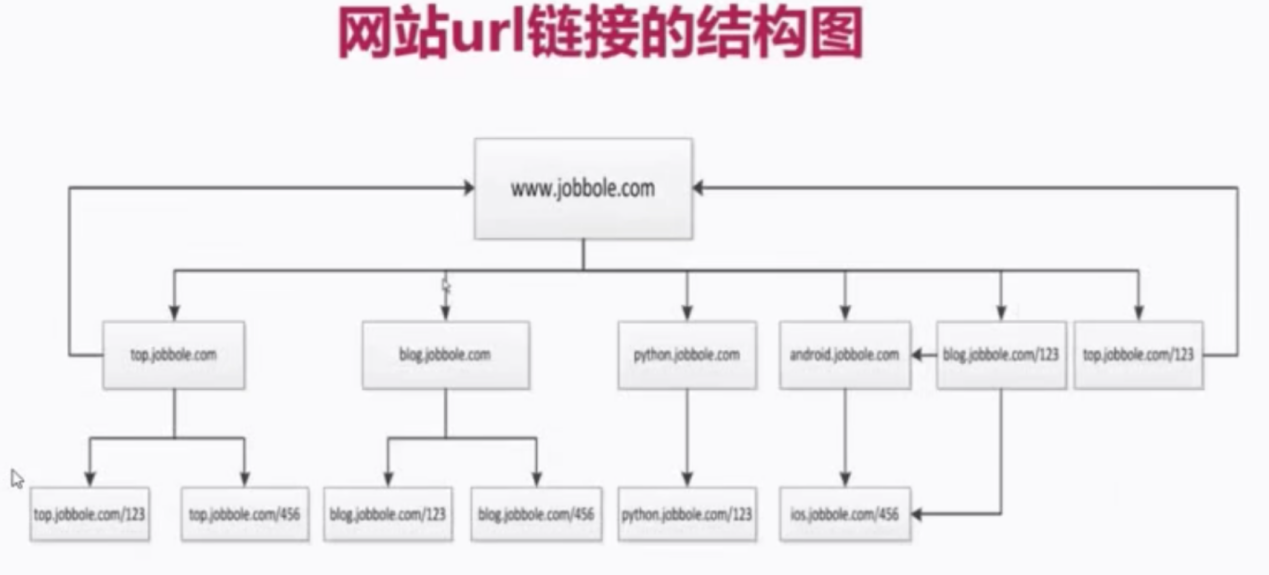 网站url链接的结构图
www.jobbole.com
top.jobbole.com
blog.jobbole.com
python.jobbole.com
android.jobbole.com
blog.jobbole.com/123
top.jobbole.com/123
top.jobbole.com/123
top.jobbole.com/456
blog.jobbole.com/123
blog.jobbole.com/456
python.jobbole.com/123
ios.jobbole.com/456